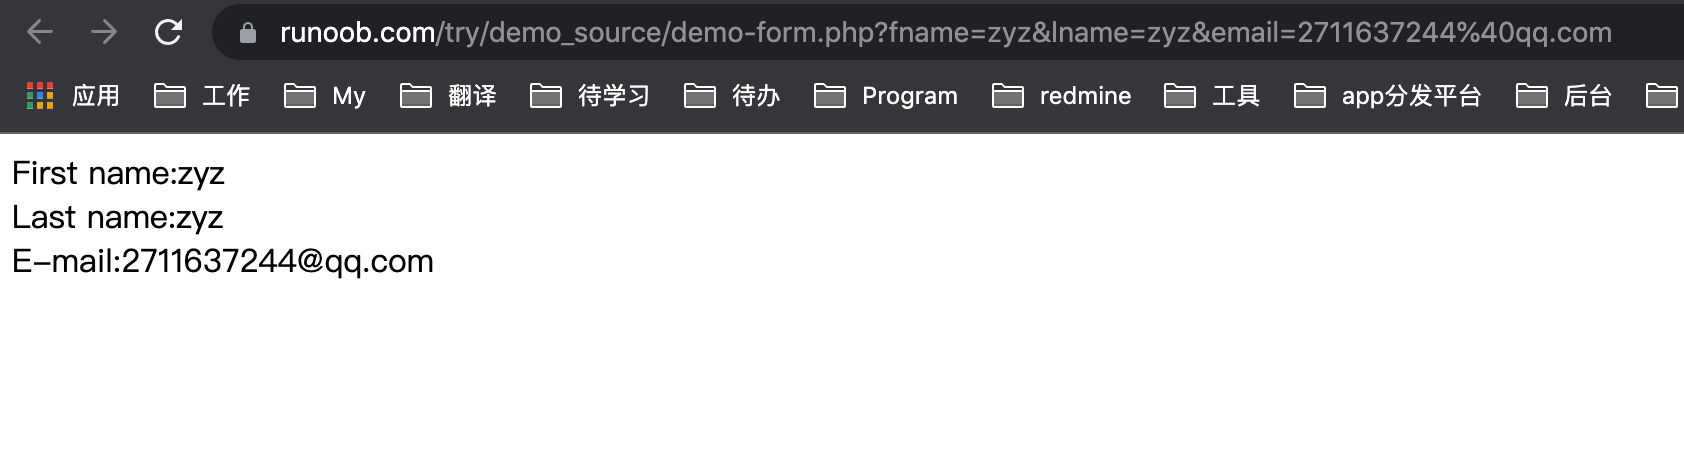 runoob.com/try/demo_source/demo-form.php?fname=zyz&lname=zyz&email=2711637244%40qq.com
应用 工作 My 翻译 待学习 待办 Program redmine 工具 app分发平台 后台
First name:zyz
Last name:zyz
E-mail:2711637244@qq.com